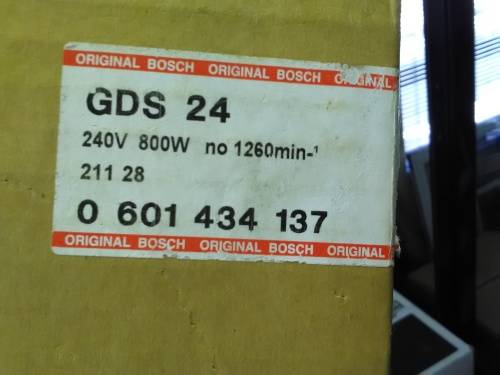 ORIGINAL BOSCH ORIGINAL BOSCH ORIGINAL
GDS 24
240V 800W no 1260min-¹
211 28
0 601 434 137
ORIGINAL BOSCH ORIGINAL BOSCH ORIGINAL